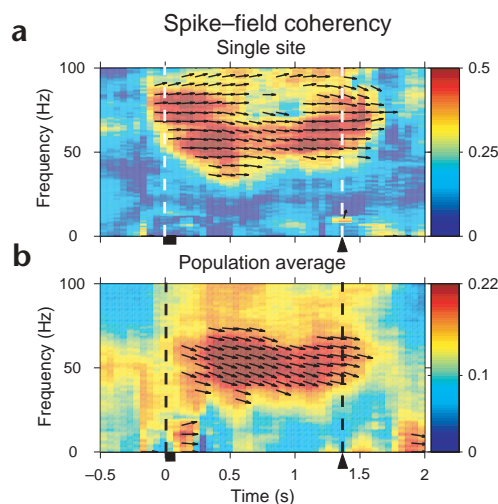 Spike–field coherency
a
Single site
100
50
0
Frequency (Hz)
0.5
0.25
0
b
Population average
100
50
0
Frequency (Hz)
0.22
0.12
0
–0.5 0 0.5 1 1.5 2
Time (s)